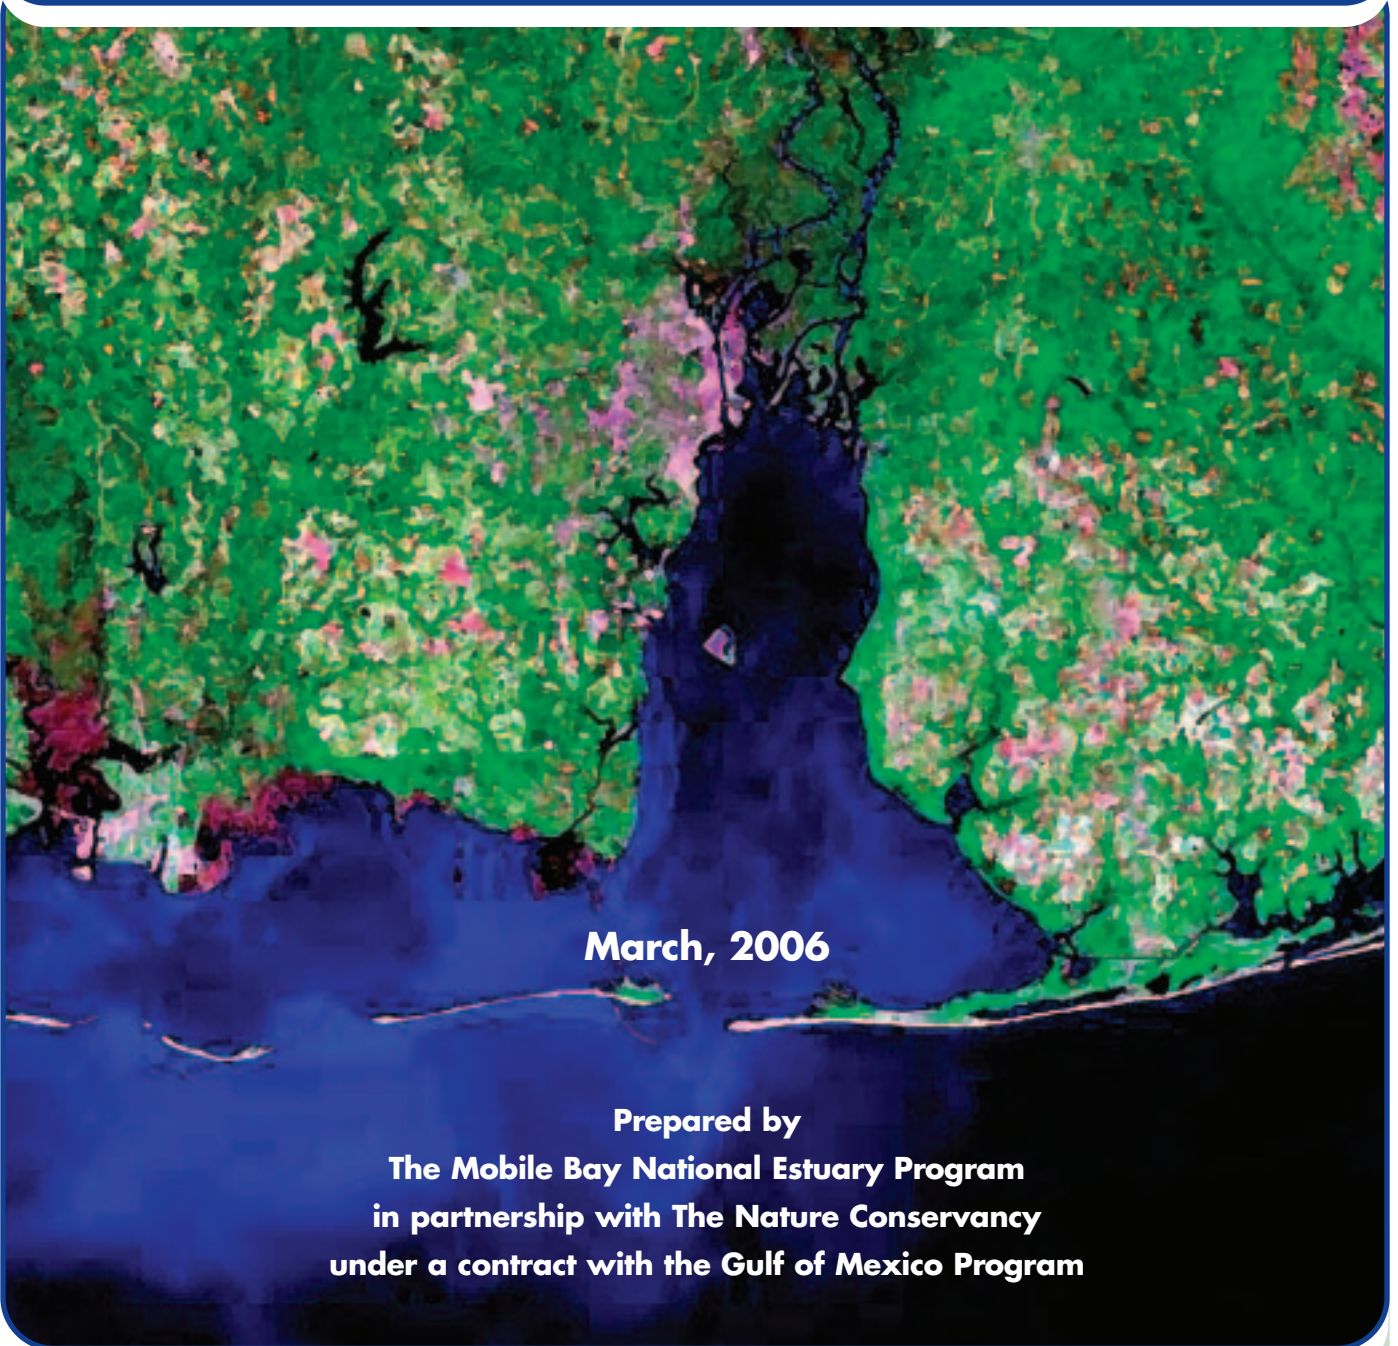 March, 2006
Prepared by
The Mobile Bay National Estuary Program
in partnership with The Nature Conservancy
under a contract with the Gulf of Mexico Program